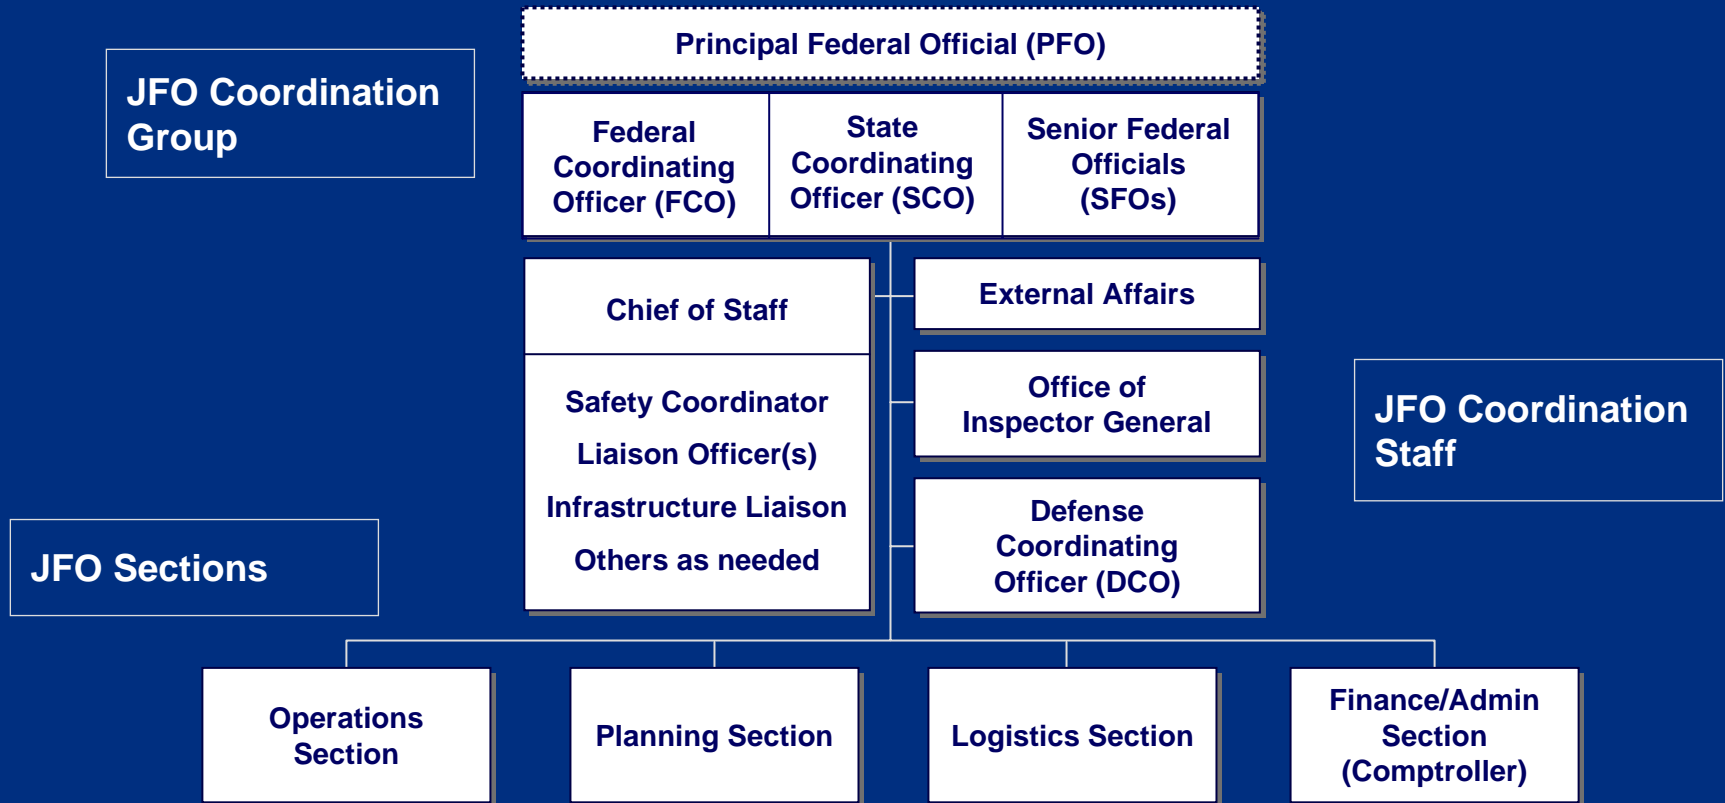 Principal Federal Official (PFO)
JFO Coordination
Group
Federal
Coordinating
Officer (FCO)
State
Coordinating
Officer (SCO)
Senior Federal
Officials
(SFOs)
Chief of Staff
Safety Coordinator
Liaison Officer(s)
Infrastructure Liaison
Others as needed
External Affairs
Office of
Inspector General
Defense
Coordinating
Officer (DCO)
JFO Coordination
Staff
JFO Sections
Operations
Section
Planning Section
Logistics Section
Finance/Admin
Section
(Comptroller)